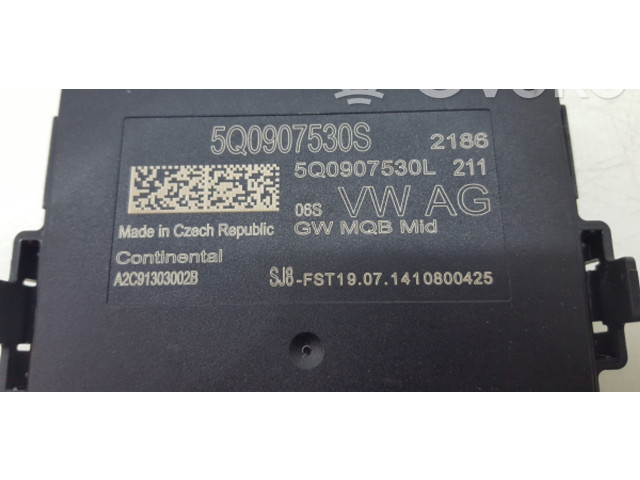 5Q0907530S 2186
5Q0907530L 211
06S VW AG
Made in Czech Republic GW MQB Mid
Continental
A2C91303002B SJ8-FST19.07.1410800425